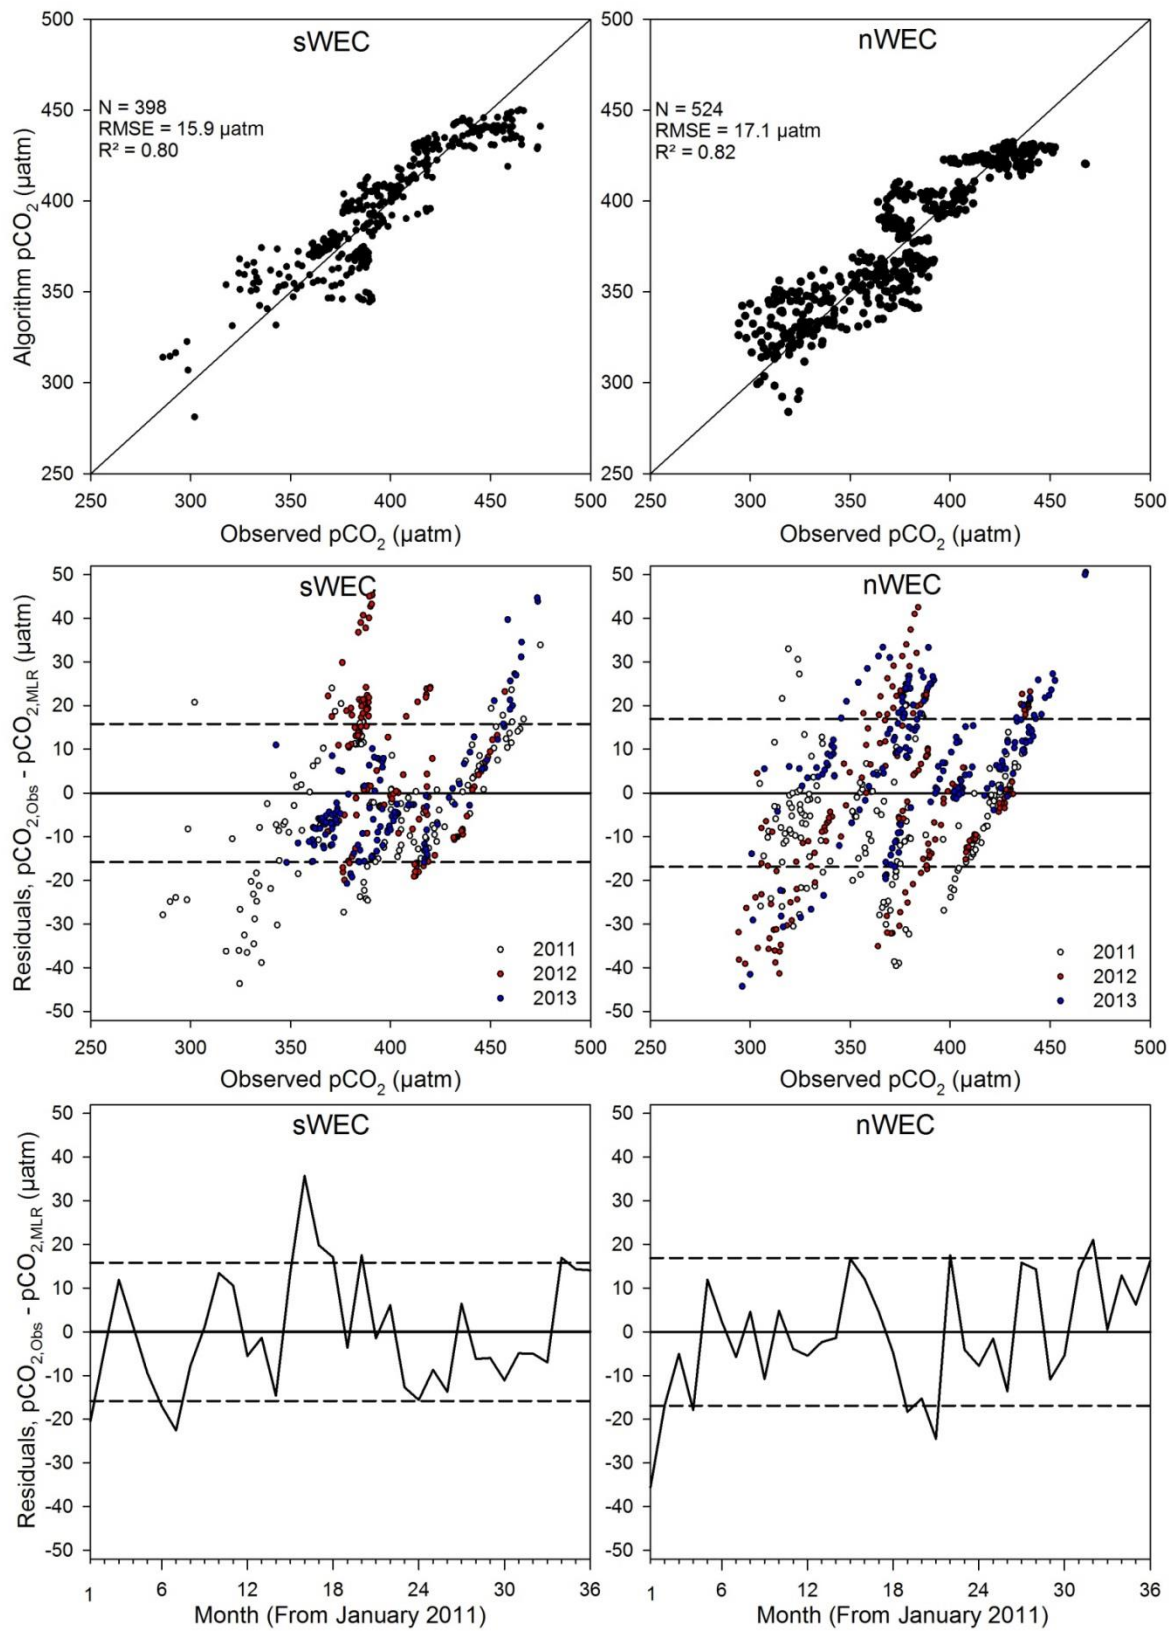 sWEC
nWEC
500
450
400
350
300
250
Algorithm pCO₂ (µatm)
N = 398
RMSE = 15.9 µatm
R² = 0.80
250 300 350 400 450 500
Observed pCO₂ (µatm)
500
450
400
350
300
250
N = 524
RMSE = 17.1 µatm
R² = 0.82
250 300 350 400 450 500
Observed pCO₂ (µatm)
sWEC
nWEC
50
40
30
20
10
0
-10
-20
-30
-40
-50
Residuals, pCO₂,Obs - pCO₂,MLR (µatm)
2011
2012
2013
250 300 350 400 450 500
Observed pCO₂ (µatm)
50
40
30
20
10
0
-10
-20
-30
-40
-50
2011
2012
2013
250 300 350 400 450 500
Observed pCO₂ (µatm)
sWEC
nWEC
50
40
30
20
10
0
-10
-20
-30
-40
-50
Residuals, pCO₂,Obs - pCO₂,MLR (µatm)
1 6 12 18 24 30 36
Month (From January 2011)
50
40
30
20
10
0
-10
-20
-30
-40
-50
1 6 12 18 24 30 36
Month (From January 2011)